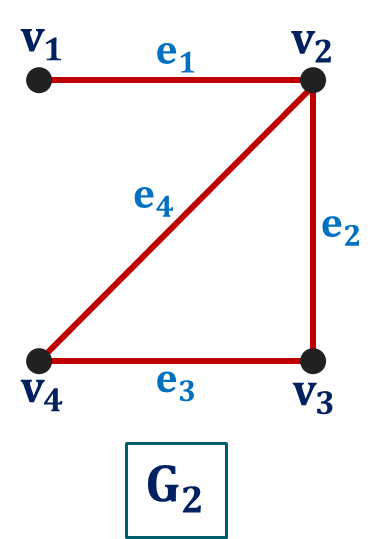 v₁ e₁ v₂
e₄ e₂
v₄ e₃ v₃
G₂